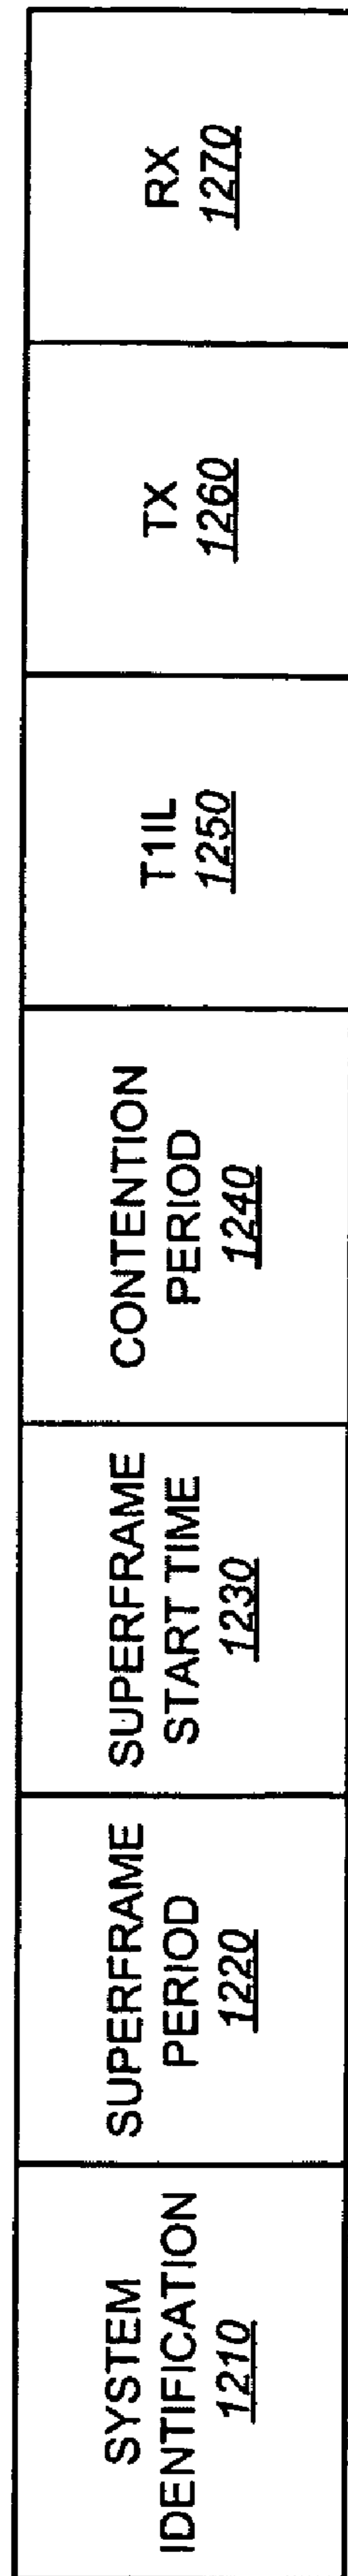 SYSTEM
IDENTIFICATION
1210
SUPERFRAME
PERIOD
1220
SUPERFRAME
START TIME
1230
CONTENTION
PERIOD
1240
T1IL
1250
TX
1260
RX
1270